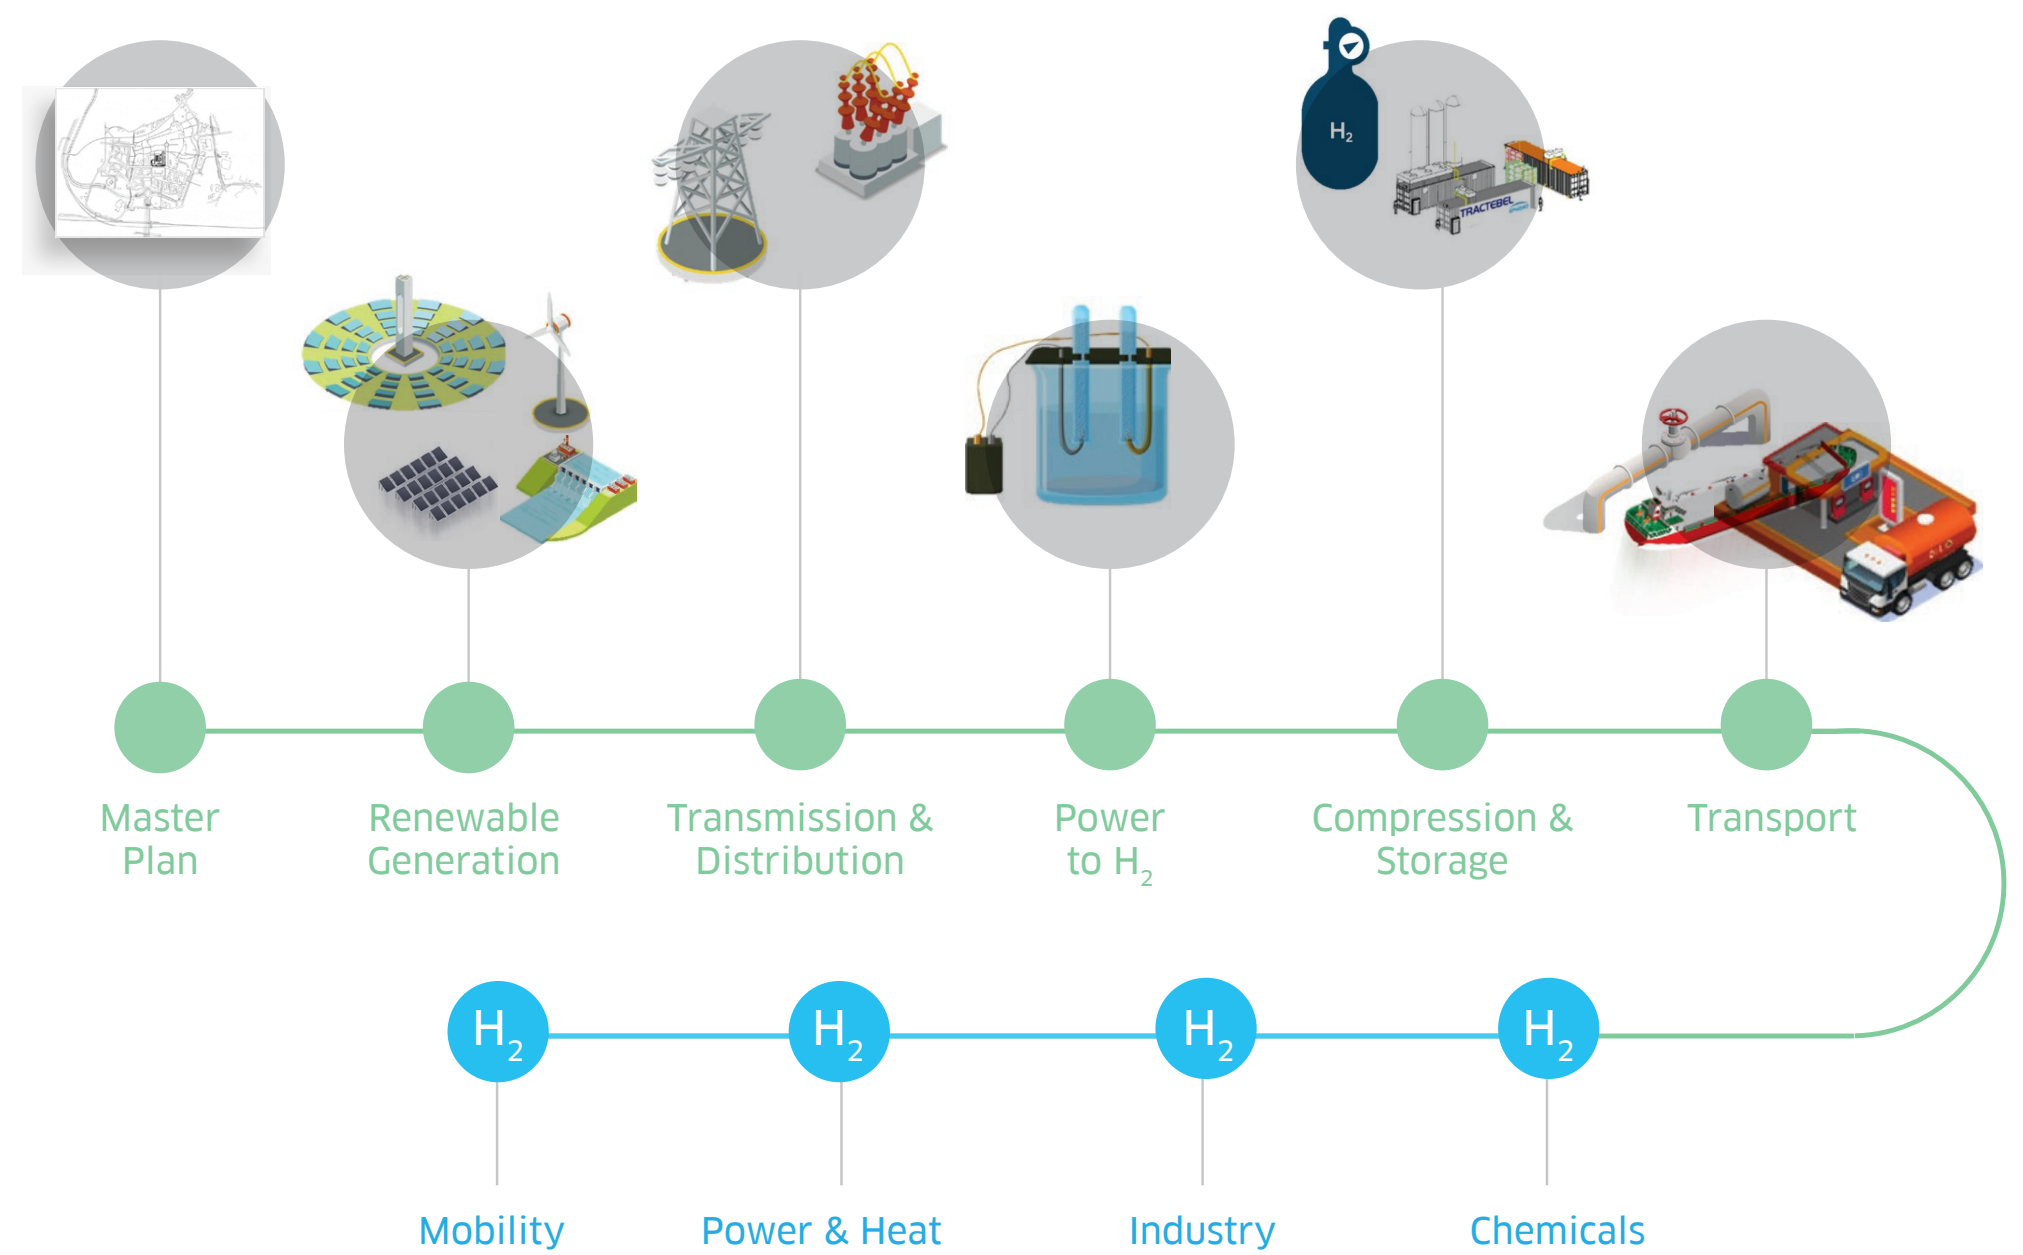 H₂
TRACTEBEL
Master
Plan
Renewable
Generation
Transmission &
Distribution
Power
to H₂
Compression &
Storage
Transport
H₂
H₂
H₂
H₂
Mobility
Power & Heat
Industry
Chemicals